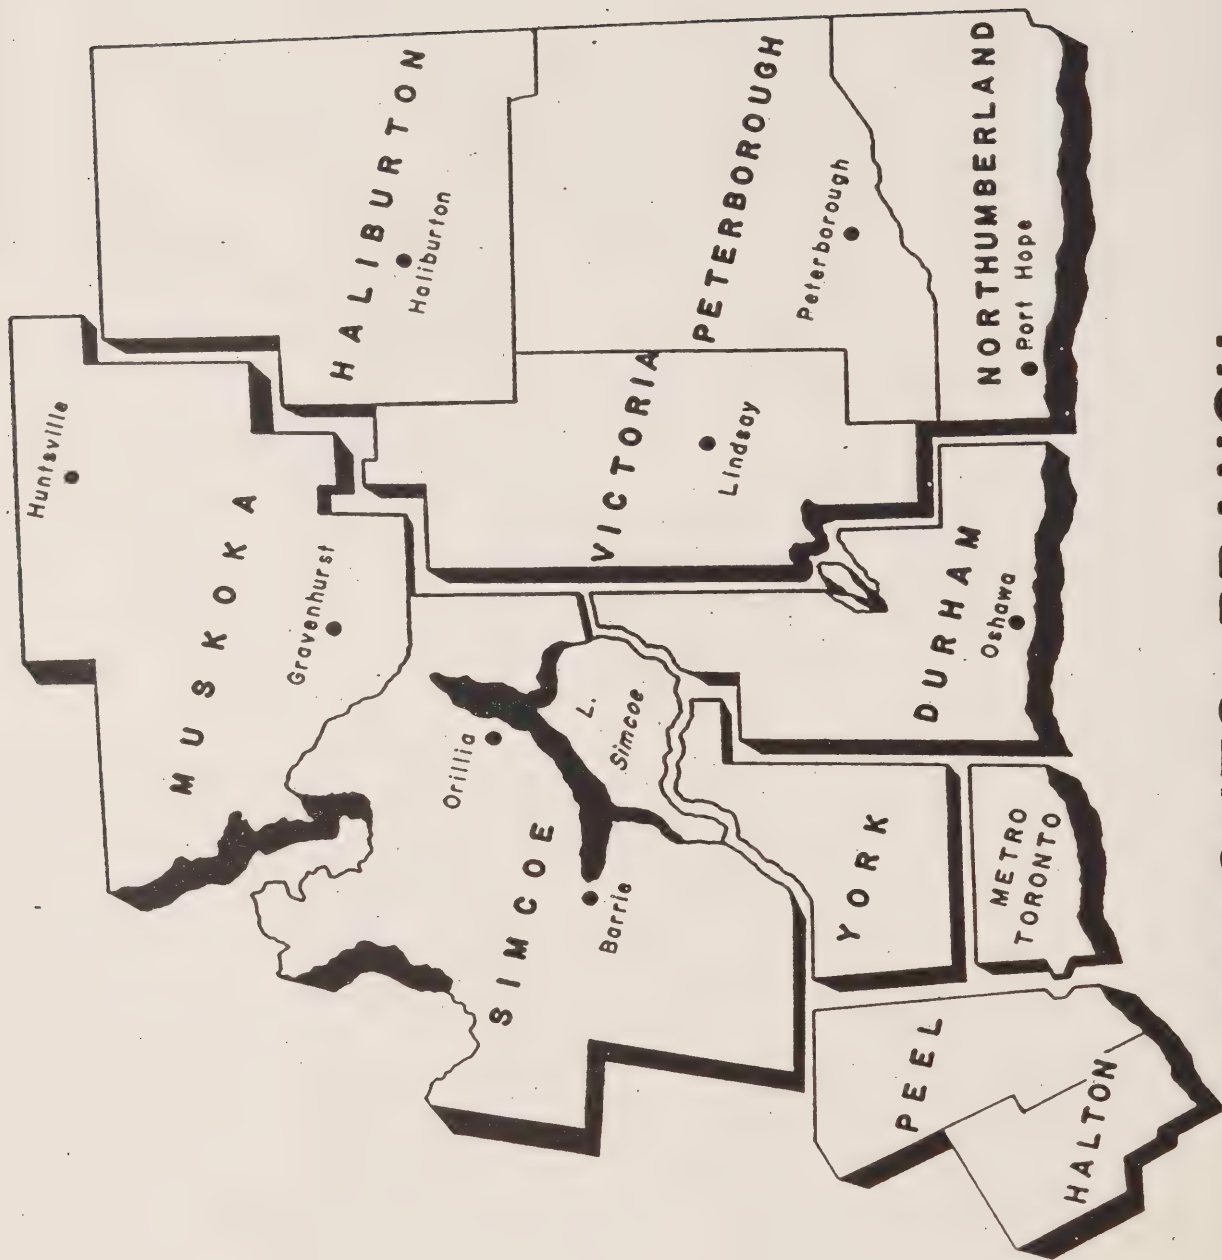 Huntsville
MUSKOKA
Gravenhurst
HALIBURTON
Haliburton
Orillia
SIMCOE
Barrie
L.
Simcoe
VICTORIA
Lindsay
PETERBOROUGH
Peterborough
NORTHUMBERLAND
Port Hope
DURHAM
Oshawa
YORK
METRO
TORONTO
PEEL
HALTON